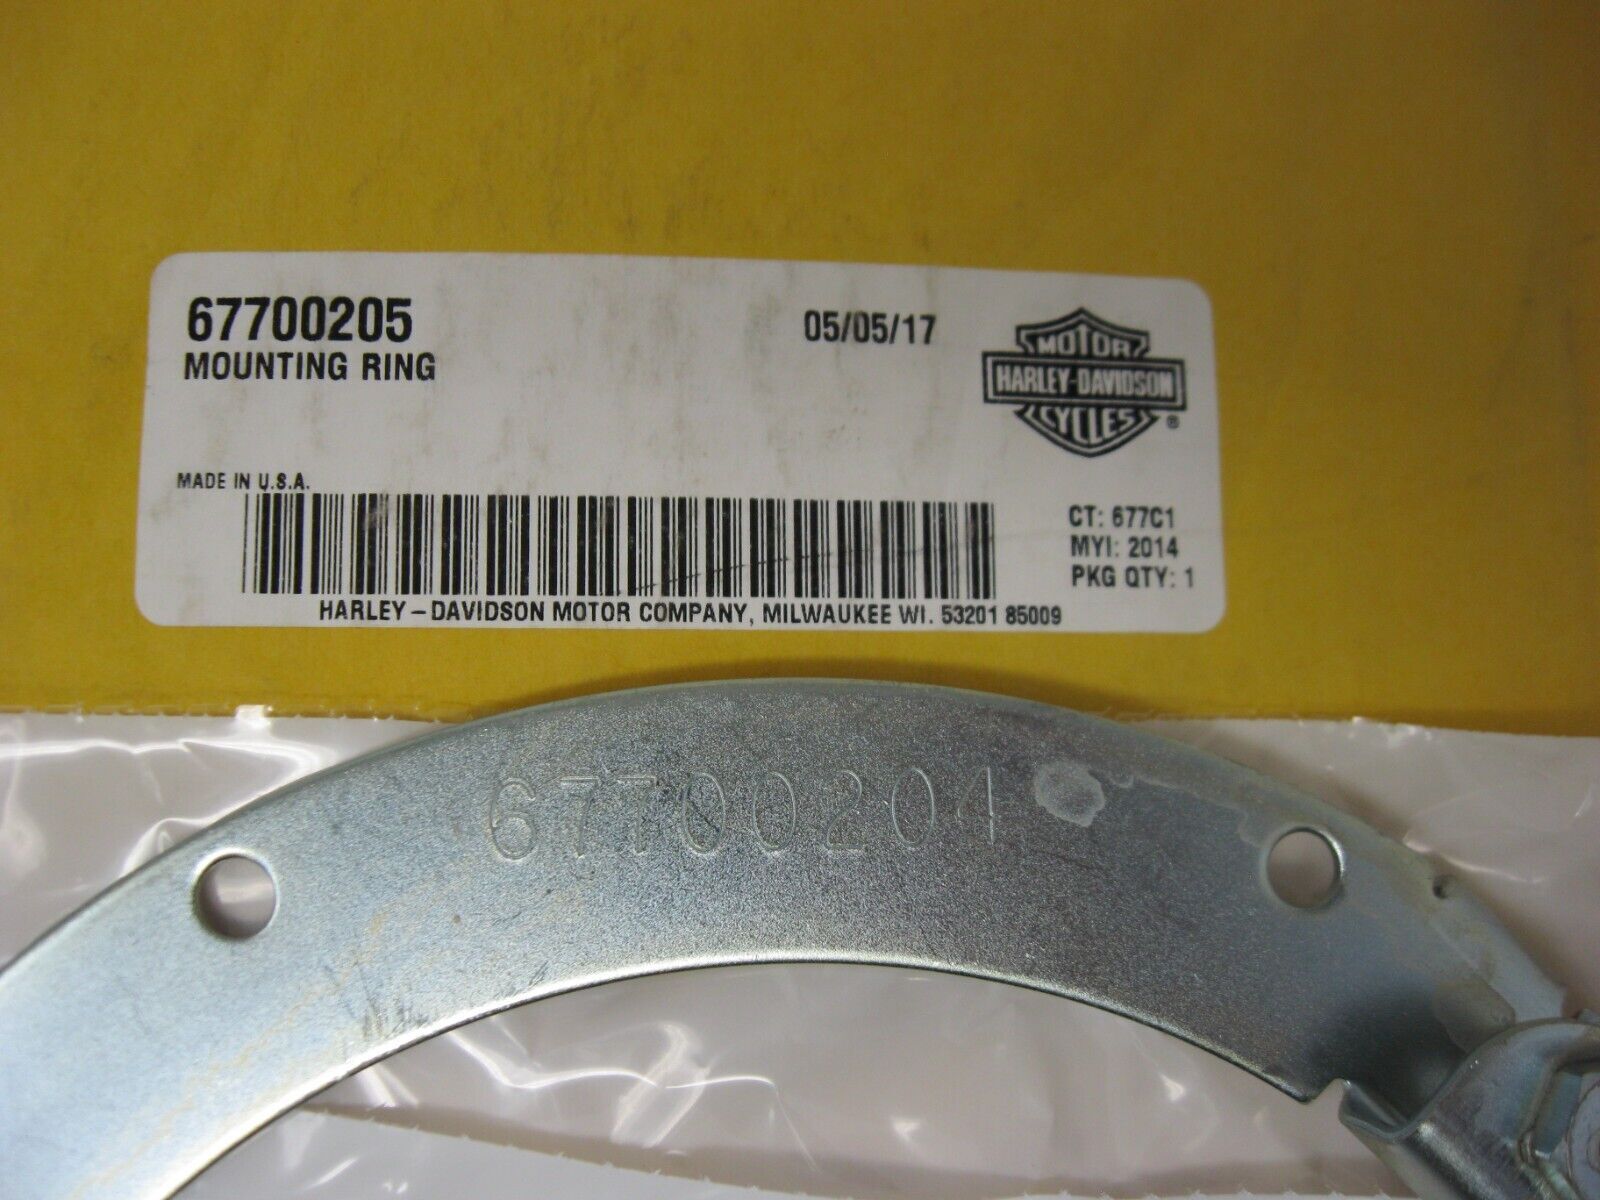 67700205
MOUNTING RING
05/05/17
MOTOR
HARLEY-DAVIDSON
CYCLES
®
MADE IN U.S.A.
CT: 677C1
MYI: 2014
PKG QTY: 1
HARLEY-DAVIDSON MOTOR COMPANY, MILWAUKEE WI. 53201 85009
67700204